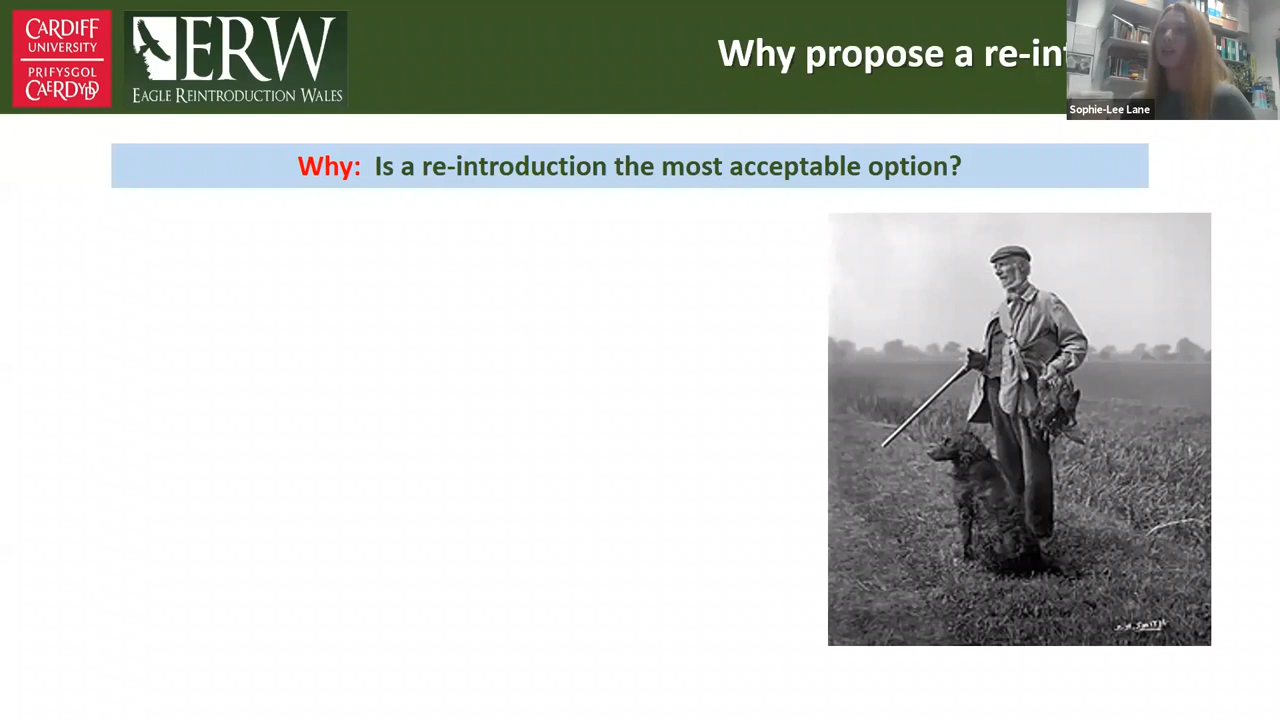 CARDIFF
UNIVERSITY
PRIFYSGOL
CAERDYDD
ERW
EAGLE REINTRODUCTION WALES
Why propose a re-in
Sophie-Lee Lane
Why: Is a re-introduction the most acceptable option?